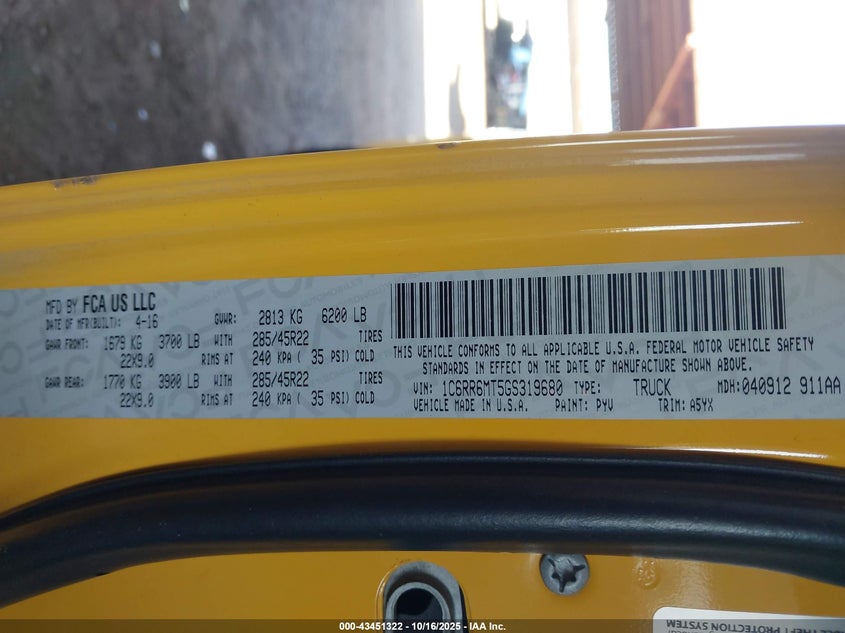 MFD BY FCA US LLC
DATE OF MFR(BUILT): 4-16 GVWR: 2813 KG 6200 LB
GAWR FRONT: 1679 KG 3700 LB WITH 285/45R22 TIRES
22X9.0 RIMS AT 240 KPA ( 35 PSI) COLD
GAWR REAR: 1770 KG 3900 LB WITH 285/45R22 TIRES
22X9.0 RIMS AT 240 KPA ( 35 PSI) COLD
THIS VEHICLE CONFORMS TO ALL APPLICABLE U.S.A. FEDERAL MOTOR VEHICLE SAFETY
STANDARDS IN EFFECT ON THE DATE OF MANUFACTURE SHOWN ABOVE.
VIN: 1C6RR6MT5GS319680 TYPE: TRUCK MDH: 040912 911AA
VEHICLE MADE IN U.S.A. PAINT: PYV TRIM: A5YX
THEFT PROTECTION SYSTEM
000-43451322 - 10/16/2025 - IAA Inc.